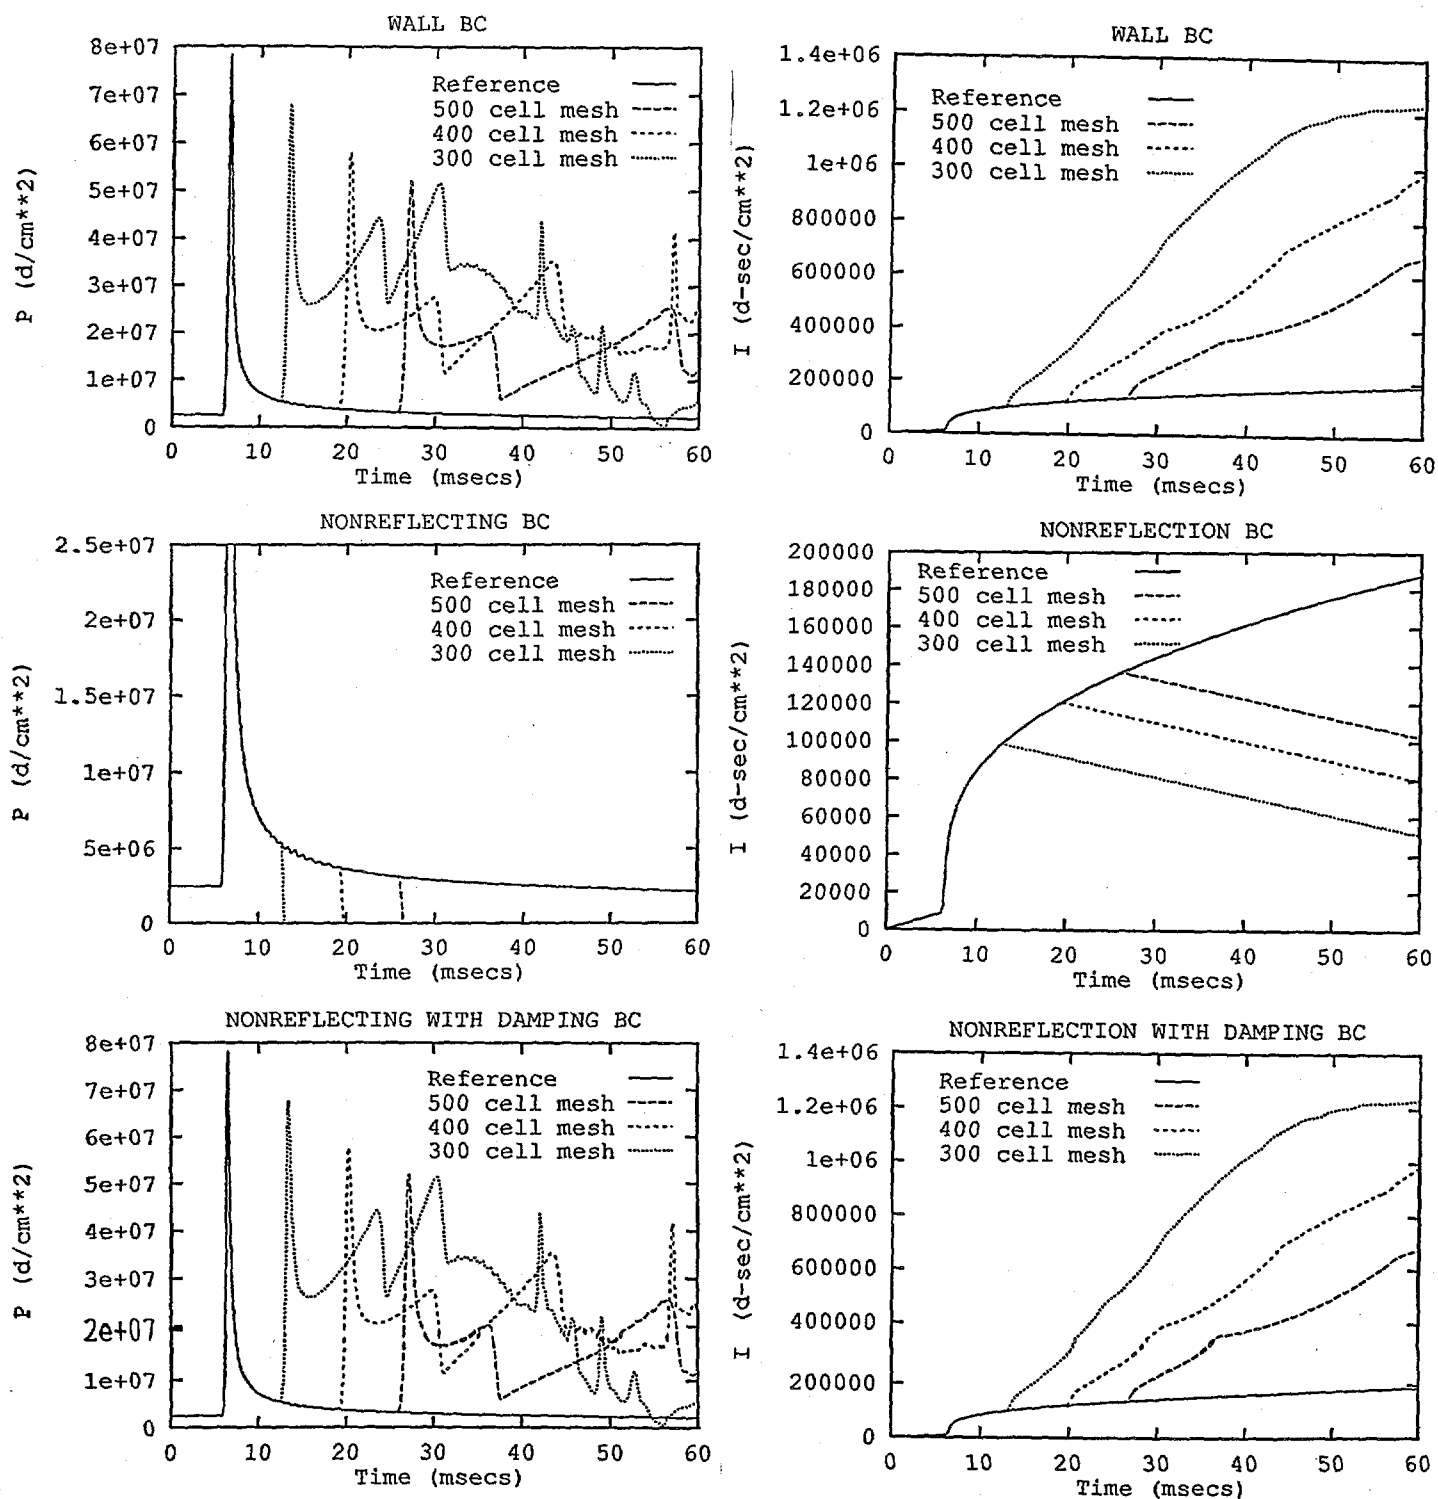 WALL BC
8e+07
7e+07
6e+07
5e+07
4e+07
3e+07
2e+07
1e+07
0
P (d/cm**2)
Reference
500 cell mesh
400 cell mesh
300 cell mesh
0 10 20 30 40 50 60
Time (msecs)
WALL BC
1.4e+06
1.2e+06
1e+06
800000
600000
400000
200000
0
I (d-sec/cm**2)
Reference
500 cell mesh
400 cell mesh
300 cell mesh
0 10 20 30 40 50 60
Time (msecs)
NONREFLECTING BC
2.5e+07
2e+07
1.5e+07
1e+07
5e+06
0
P (d/cm**2)
Reference
500 cell mesh
400 cell mesh
300 cell mesh
0 10 20 30 40 50 60
Time (msecs)
NONREFLECTION BC
200000
180000
160000
140000
120000
100000
80000
60000
40000
20000
0
I (d-sec/cm**2)
Reference
500 cell mesh
400 cell mesh
300 cell mesh
0 10 20 30 40 50 60
Time (msecs)
NONREFLECTING WITH DAMPING BC
8e+07
7e+07
6e+07
5e+07
4e+07
3e+07
2e+07
1e+07
0
P (d/cm**2)
Reference
500 cell mesh
400 cell mesh
300 cell mesh
0 10 20 30 40 50 60
Time (msecs)
NONREFLECTION WITH DAMPING BC
1.4e+06
1.2e+06
1e+06
800000
600000
400000
200000
0
I (d-sec/cm**2)
Reference
500 cell mesh
400 cell mesh
300 cell mesh
0 10 20 30 40 50 60
Time (msecs)